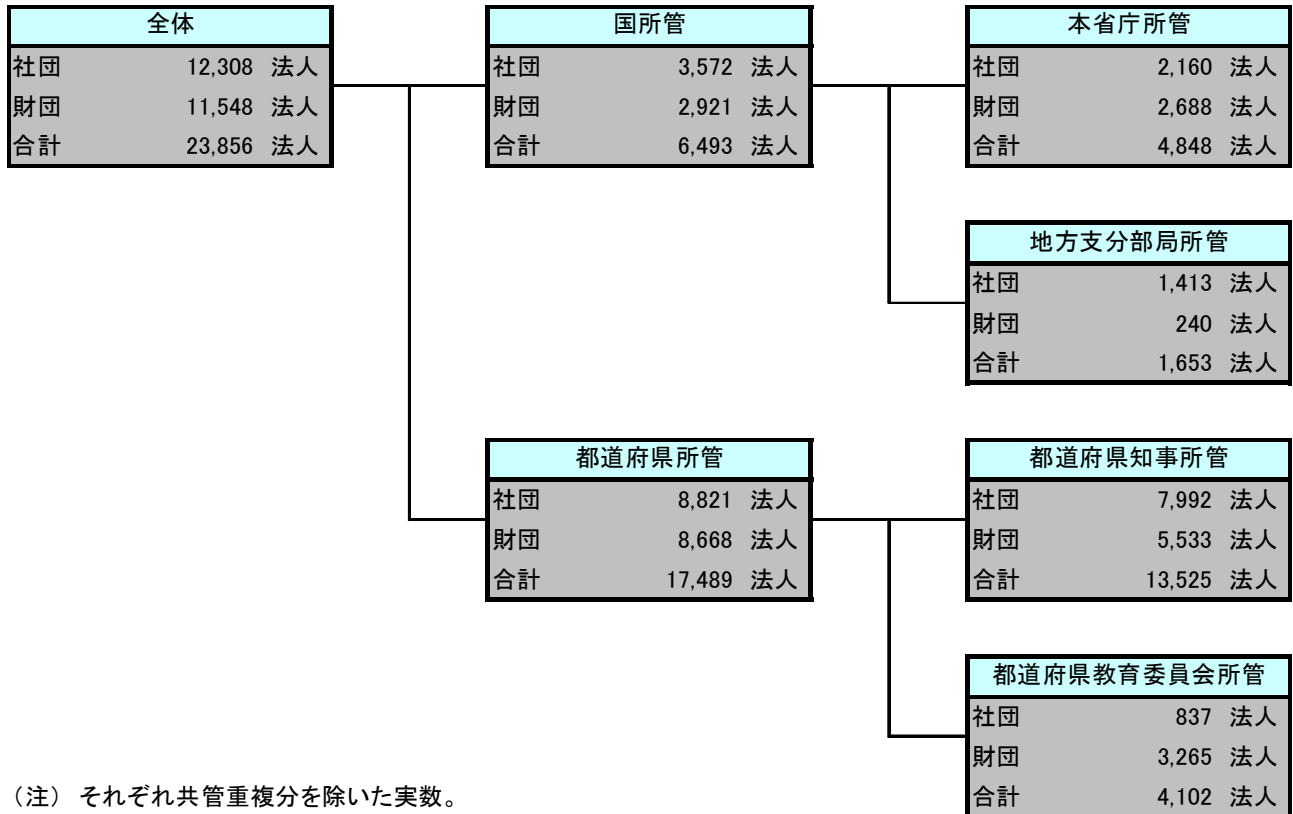 全体
社団 12,308 法人
財団 11,548 法人
合計 23,856 法人
国所管
社団 3,572 法人
財団 2,921 法人
合計 6,493 法人
本省庁所管
社団 2,160 法人
財団 2,688 法人
合計 4,848 法人
地方支分部局所管
社団 1,413 法人
財団 240 法人
合計 1,653 法人
都道府県所管
社団 8,821 法人
財団 8,668 法人
合計 17,489 法人
都道府県知事所管
社団 7,992 法人
財団 5,533 法人
合計 13,525 法人
都道府県教育委員会所管
社団 837 法人
財団 3,265 法人
合計 4,102 法人
（注） それぞれ共管重複分を除いた実数。